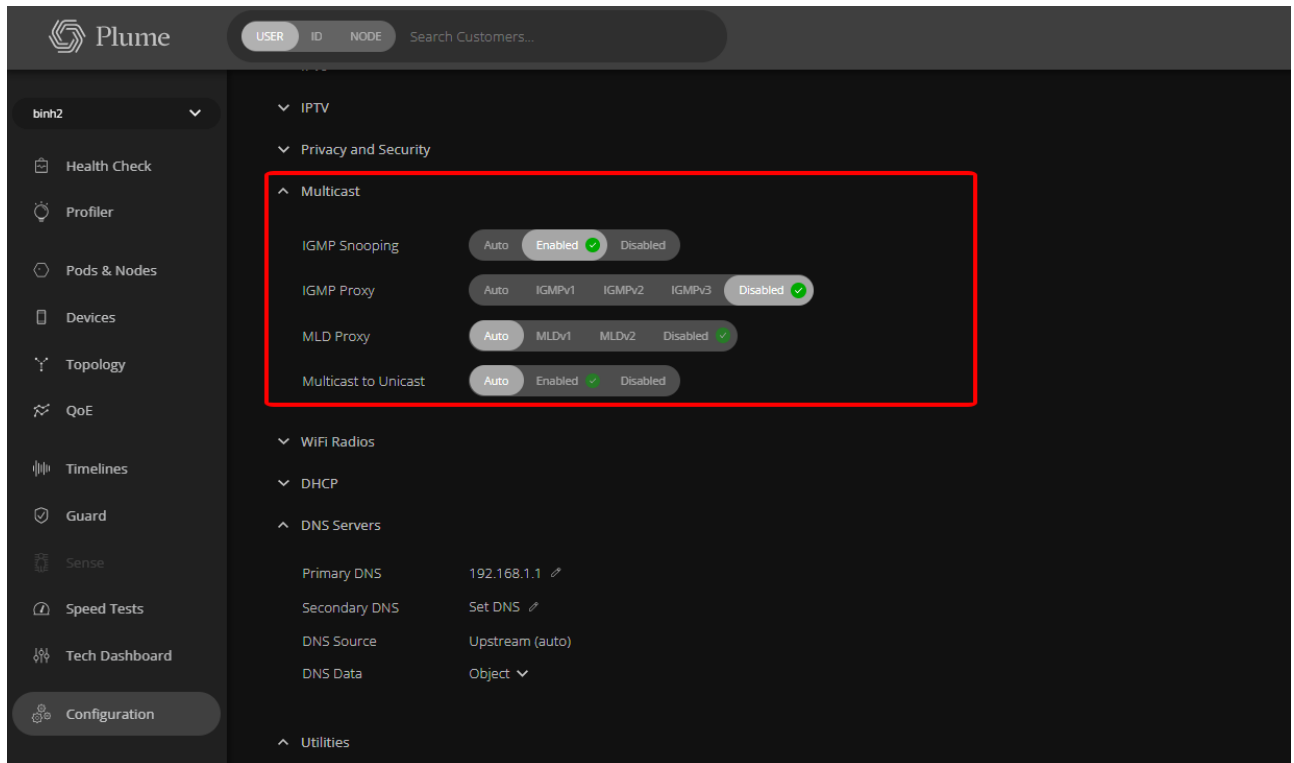 Plume
USER ID NODE Search Customers...
binh2
Health Check
Profiler
Pods & Nodes
Devices
Topology
QoE
Timelines
Guard
Sense
Speed Tests
Tech Dashboard
Configuration
IPTV
Privacy and Security
Multicast
IGMP Snooping Auto Enabled Disabled
IGMP Proxy Auto IGMPv1 IGMPv2 IGMPv3 Disabled
MLD Proxy Auto MLDv1 MLDv2 Disabled
Multicast to Unicast Auto Enabled Disabled
WiFi Radios
DHCP
DNS Servers
Primary DNS 192.168.1.1
Secondary DNS Set DNS
DNS Source Upstream (auto)
DNS Data Object
Utilities